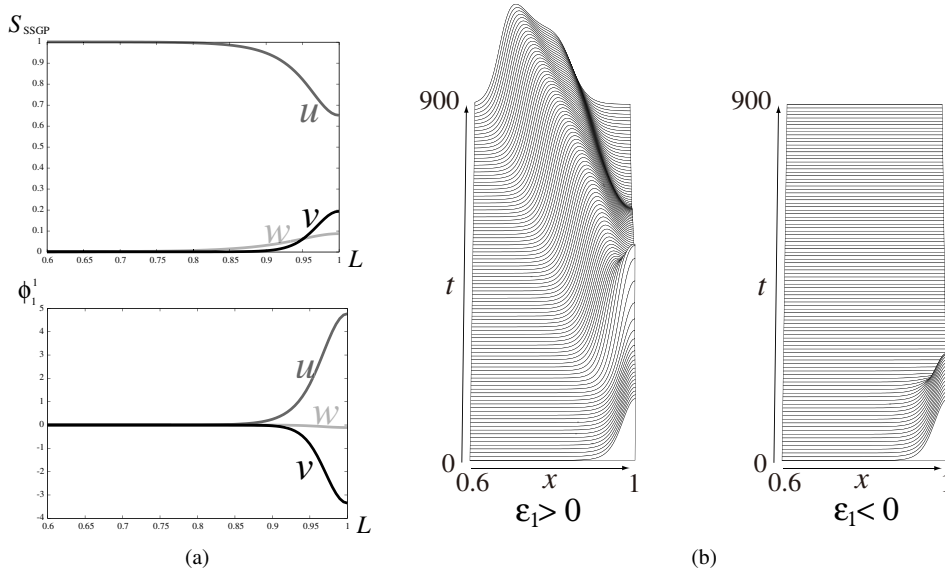 S_SSGP
1
0.9
0.8
0.7
0.6
0.5
0.4
0.3
0.2
0.1
0
u
v
w
0.6 0.65 0.7 0.75 0.8 0.85 0.9 0.95 1 L
ϕ₁¹
5
4
3
2
1
0
-1
-2
-3
-4
u
w
v
0.6 0.65 0.7 0.75 0.8 0.85 0.9 0.95 1 L
(a)
900
t
0
0.6 x 1
ε₁> 0
900
t
0
0.6 x 1
ε₁< 0
(b)